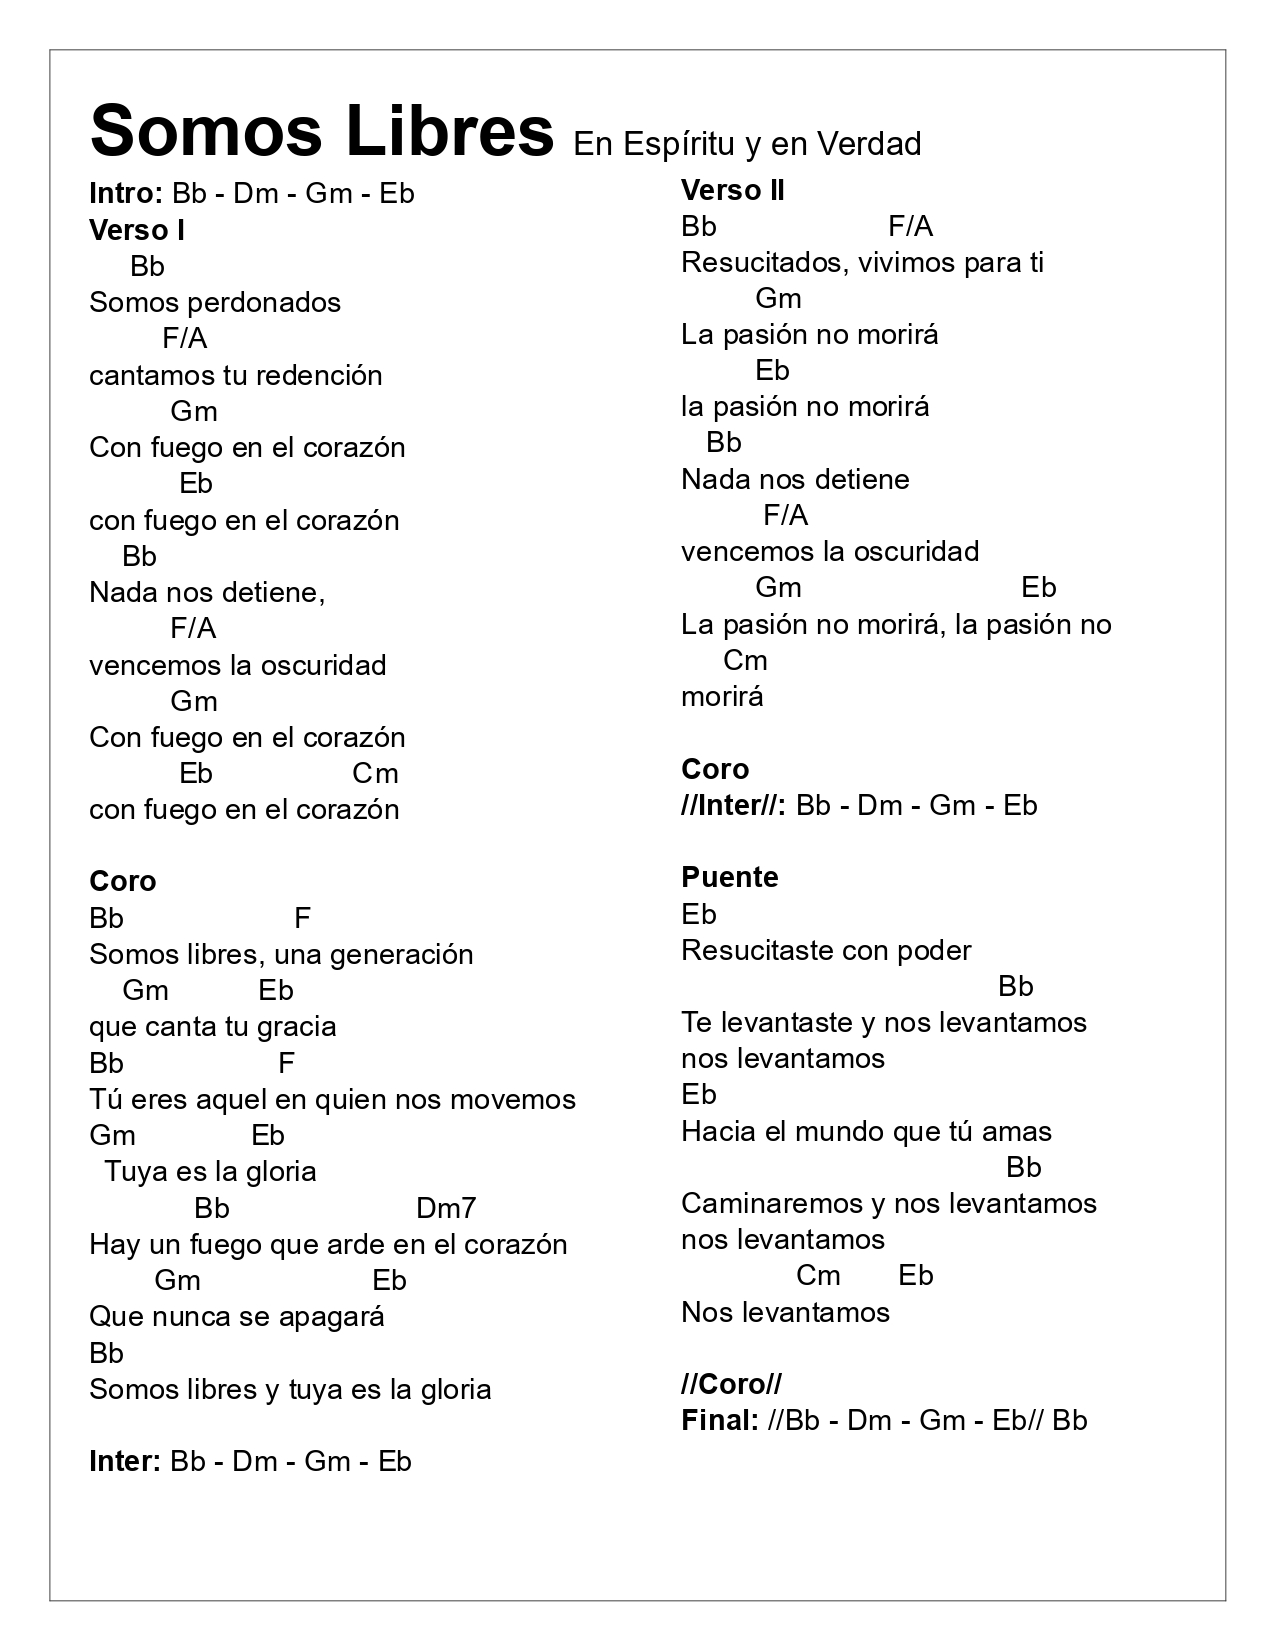 Somos Libres En Espíritu y en Verdad
Intro: Bb - Dm - Gm - Eb
Verso I
Bb
Somos perdonados
F/A
cantamos tu redención
Gm
Con fuego en el corazón
Eb
con fuego en el corazón
Bb
Nada nos detiene,
F/A
vencemos la oscuridad
Gm
Con fuego en el corazón
Eb Cm
con fuego en el corazón
Coro
Bb F
Somos libres, una generación
Gm Eb
que canta tu gracia
Bb F
Tú eres aquel en quien nos movemos
Gm Eb
Tuya es la gloria
Bb Dm7
Hay un fuego que arde en el corazón
Gm Eb
Que nunca se apagará
Bb
Somos libres y tuya es la gloria
Inter: Bb - Dm - Gm - Eb
Verso II
Bb F/A
Resucitados, vivimos para ti
Gm
La pasión no morirá
Eb
la pasión no morirá
Bb
Nada nos detiene
F/A
vencemos la oscuridad
Gm Eb
La pasión no morirá, la pasión no
Cm
morirá
Coro
//Inter//: Bb - Dm - Gm - Eb
Puente
Eb
Resucitaste con poder
Bb
Te levantaste y nos levantamos
nos levantamos
Eb
Hacia el mundo que tú amas
Bb
Caminaremos y nos levantamos
nos levantamos
Cm Eb
Nos levantamos
//Coro//
Final: //Bb - Dm - Gm - Eb// Bb